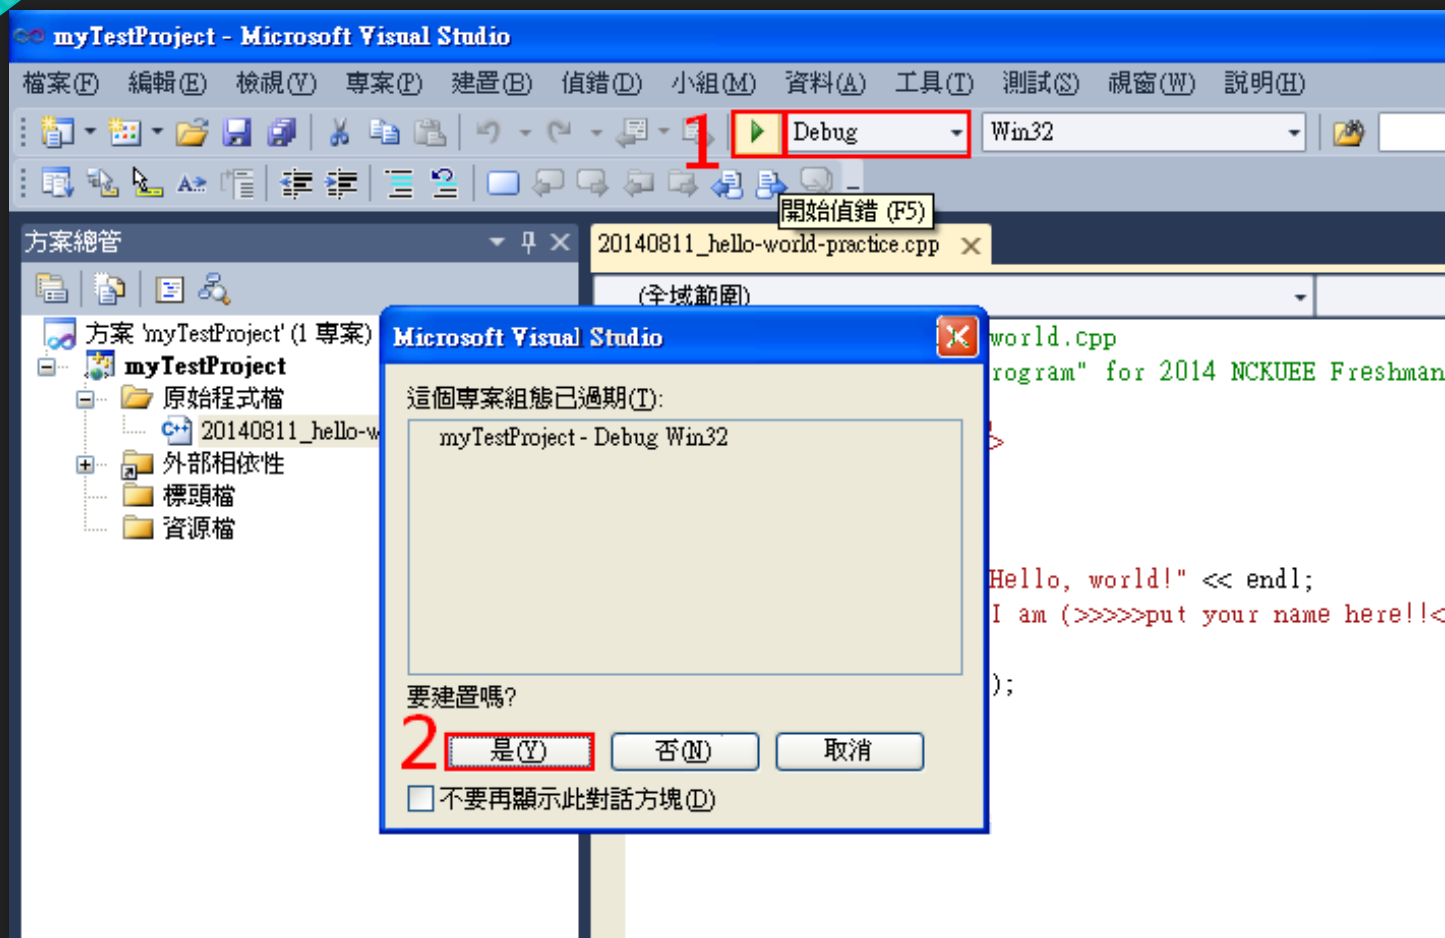 myTestProject - Microsoft Visual Studio
檔案(F) 編輯(E) 檢視(V) 專案(P) 建置(B) 偵錯(D) 小組(M) 資料(A) 工具(T) 測試(S) 視窗(W) 說明(H)
1 Debug Win32
開始偵錯 (F5)
方案總管
20140811_hello-world-practice.cpp
(全域範圍)
方案 'myTestProject' (1 專案)
myTestProject
原始程式檔
20140811_hello-w
外部相依性
標頭檔
資源檔
Microsoft Visual Studio
這個專案組態已過期(T):
myTestProject - Debug Win32
要建置嗎?
2 是(Y) 否(N) 取消
不要再顯示此對話方塊(D)
world.cpp
rogram" for 2014 NCKUEE Freshman
>
Hello, world!" << endl;
I am (>>>>>put your name here!!<
);